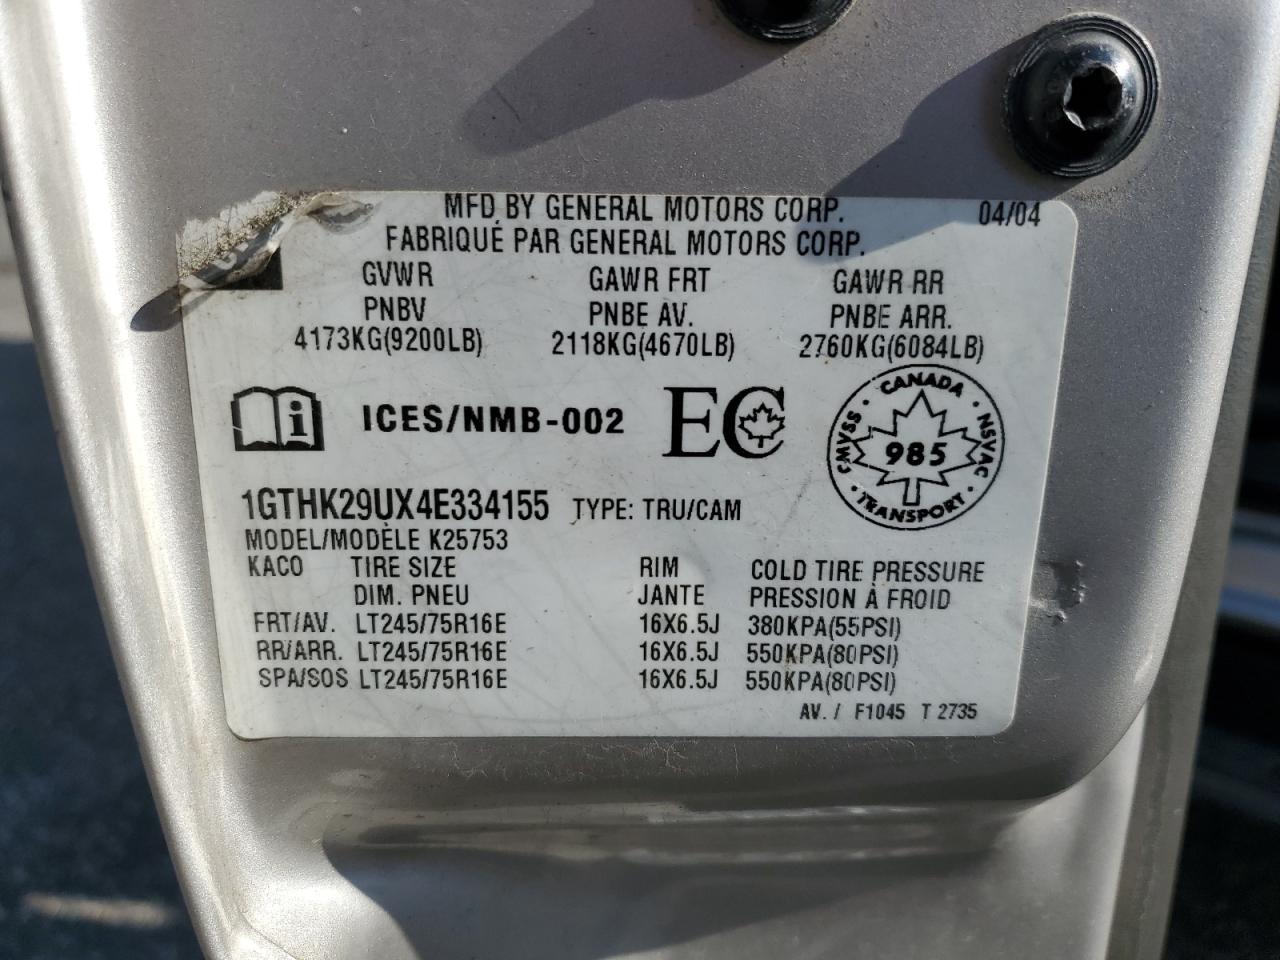 MFD BY GENERAL MOTORS CORP. 04/04
FABRIQUÉ PAR GENERAL MOTORS CORP.
GVWR GAWR FRT GAWR RR
PNBV PNBE AV. PNBE ARR.
4173KG(9200LB) 2118KG(4670LB) 2760KG(6084LB)
i ICES/NMB-002 EC
CANADA
CMVSS 985 NSVAC
TRANSPORT
1GTHK29UX4E334155 TYPE: TRU/CAM
MODEL/MODÈLE K25753
KACO TIRE SIZE RIM COLD TIRE PRESSURE
DIM. PNEU JANTE PRESSION À FROID
FRT/AV. LT245/75R16E 16X6.5J 380KPA(55PSI)
RR/ARR. LT245/75R16E 16X6.5J 550KPA(80PSI)
SPA/SOS LT245/75R16E 16X6.5J 550KPA(80PSI)
AV. / F1045 T 2735